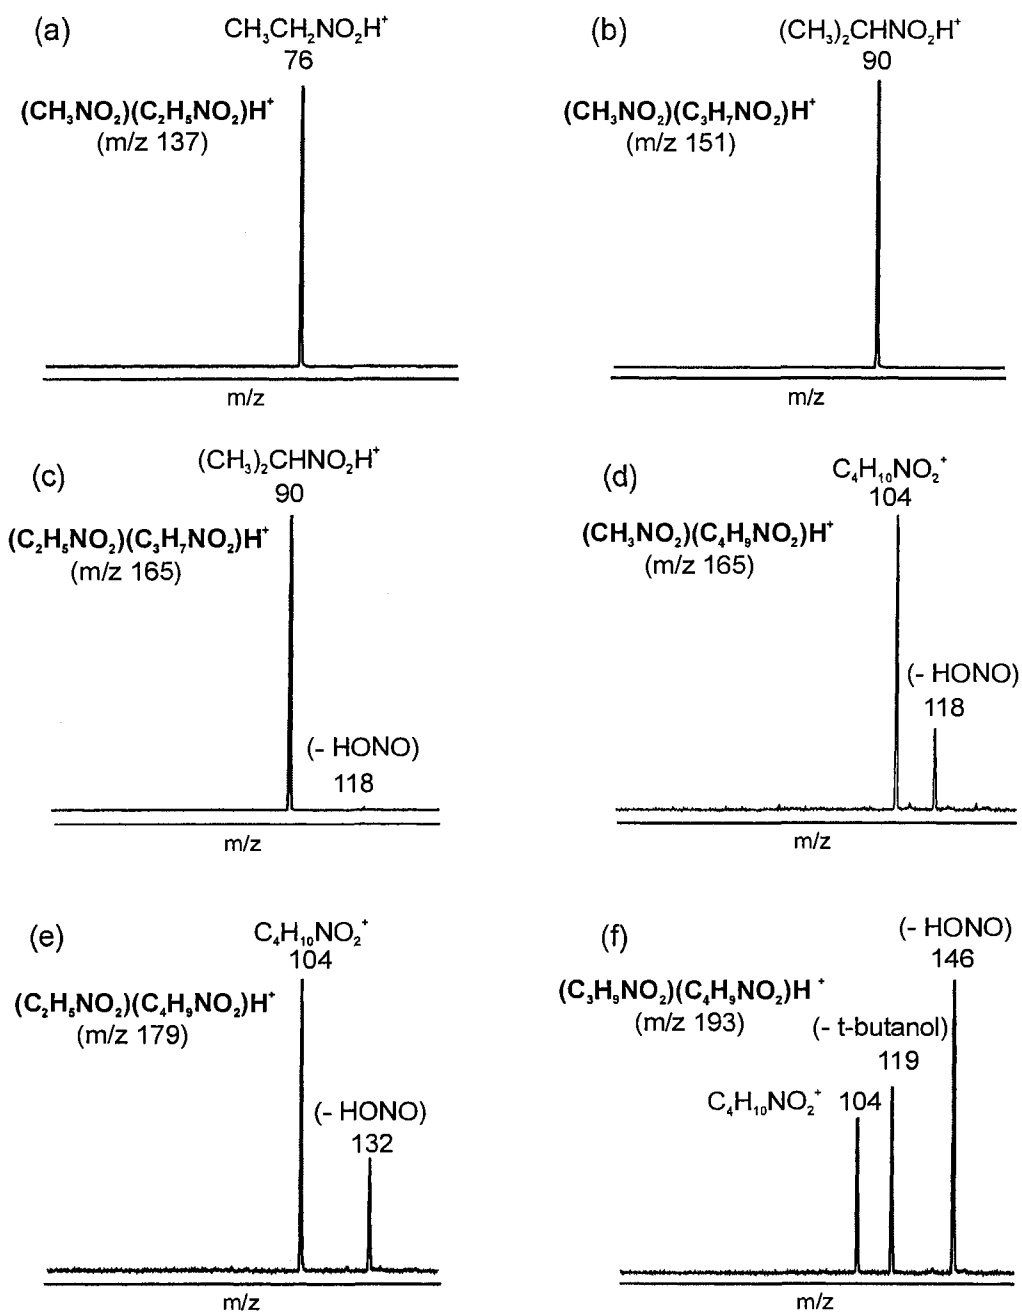 (a)
CH₃CH₂NO₂H⁺
76
(CH₃NO₂)(C₂H₅NO₂)H⁺
(m/z 137)
m/z
(b)
(CH₃)₂CHNO₂H⁺
90
(CH₃NO₂)(C₃H₇NO₂)H⁺
(m/z 151)
m/z
(c)
(CH₃)₂CHNO₂H⁺
90
(C₂H₅NO₂)(C₃H₇NO₂)H⁺
(m/z 165)
(- HONO)
118
m/z
(d)
C₄H₁₀NO₂⁺
104
(CH₃NO₂)(C₄H₉NO₂)H⁺
(m/z 165)
(- HONO)
118
m/z
(e)
C₄H₁₀NO₂⁺
104
(C₂H₅NO₂)(C₄H₉NO₂)H⁺
(m/z 179)
(- HONO)
132
m/z
(f)
(- HONO)
146
(C₃H₉NO₂)(C₄H₉NO₂)H ⁺
(m/z 193)
(- t-butanol)
119
C₄H₁₀NO₂⁺ 104
m/z